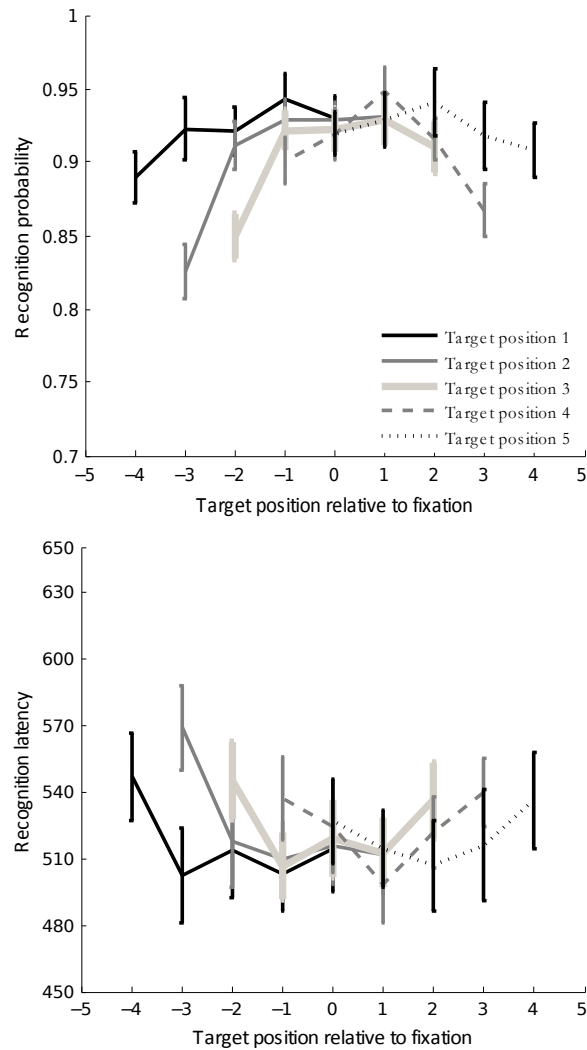 1
0.95
0.9
0.85
0.8
0.75
0.7
Recognition probability
Target position 1
Target position 2
Target position 3
Target position 4
Target position 5
−5 −4 −3 −2 −1 0 1 2 3 4 5
Target position relative to fixation
650
630
600
570
540
510
480
450
Recognition latency
−5 −4 −3 −2 −1 0 1 2 3 4 5
Target position relative to fixation